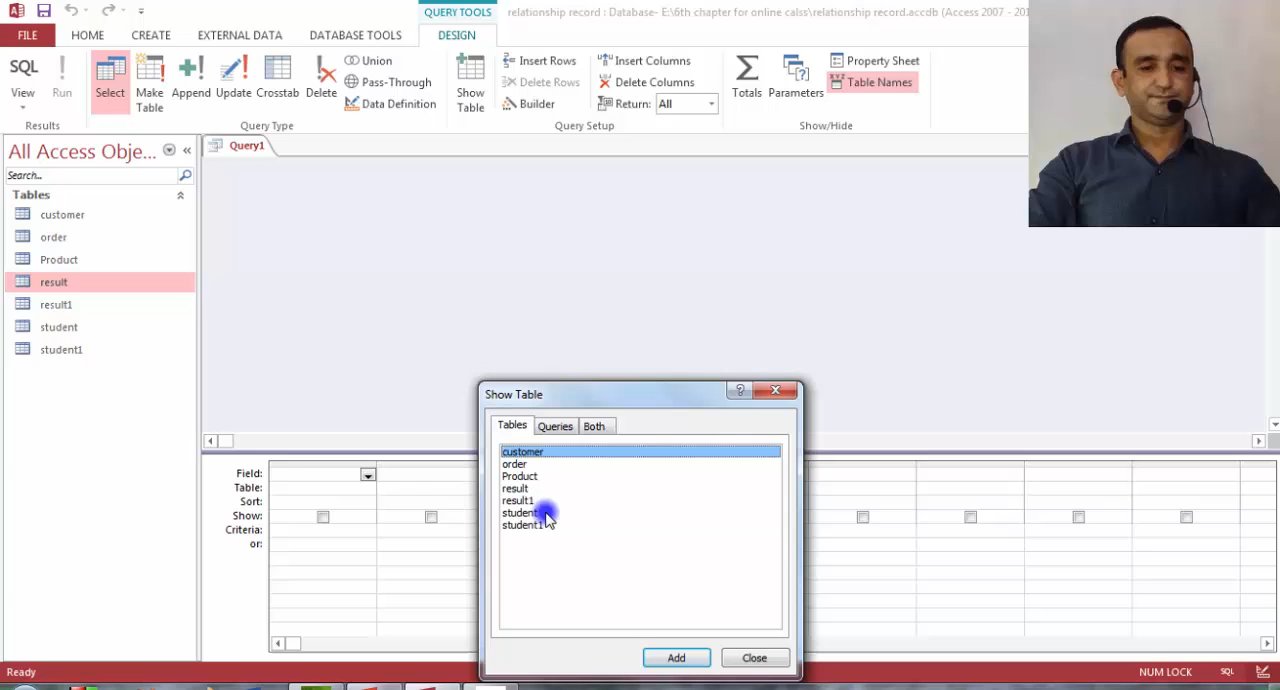 QUERY TOOLS
relationship record : Database- E:\6th chapter for online calss\relationship record.accdb (Access 2007 - 201
FILE
HOME
CREATE
EXTERNAL DATA
DATABASE TOOLS
DESIGN
SQL
View
Run
Results
Select
Make Table
Append
Update
Crosstab
Delete
Union
Pass-Through
Data Definition
Query Type
Show Table
Insert Rows
Delete Rows
Builder
Insert Columns
Delete Columns
Return: All
Query Setup
Totals
Parameters
Property Sheet
Table Names
Show/Hide
All Access Obje...
Search...
Tables
customer
order
Product
result
result1
student
student1
Query1
Show Table
Tables
Queries
Both
customer
order
Product
result
result1
student
student1
Add
Close
Field:
Table:
Sort:
Show:
Criteria:
or:
Ready
NUM LOCK
SQL